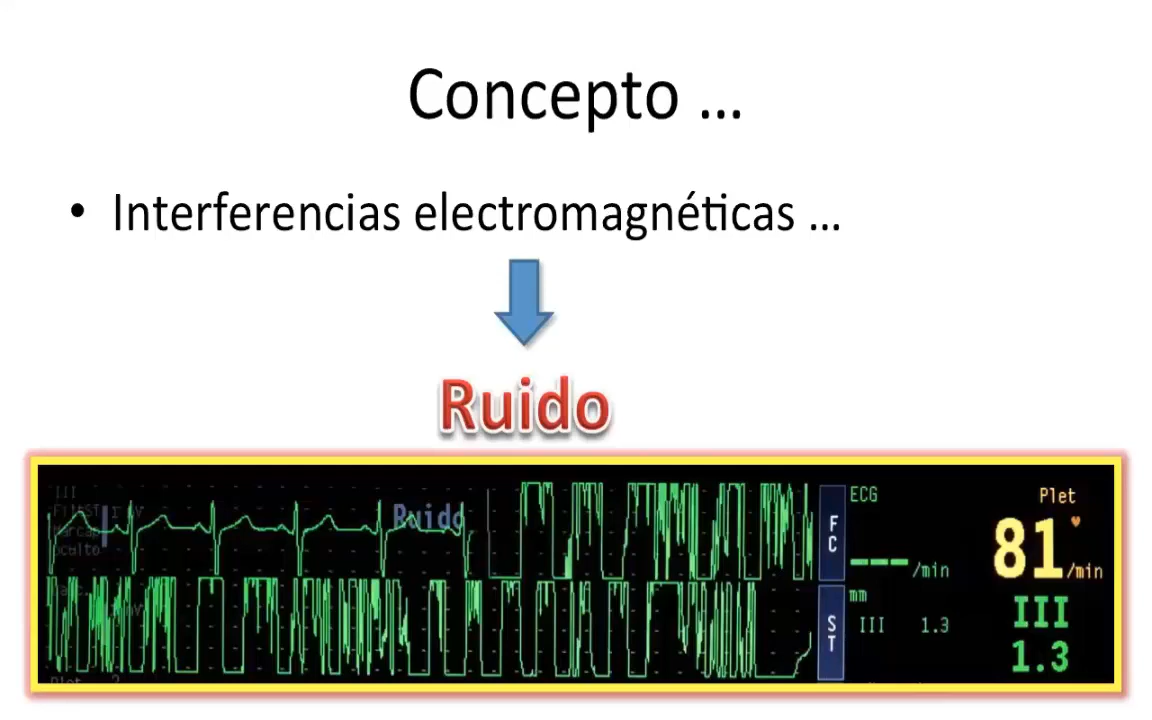 Concepto ...
• Interferencias electromagnéticas ...
Ruido
III
Ruido
oculto
FC
ECG
---/min
Plet
81/min
ST
mm
III 1.3
III
1.3